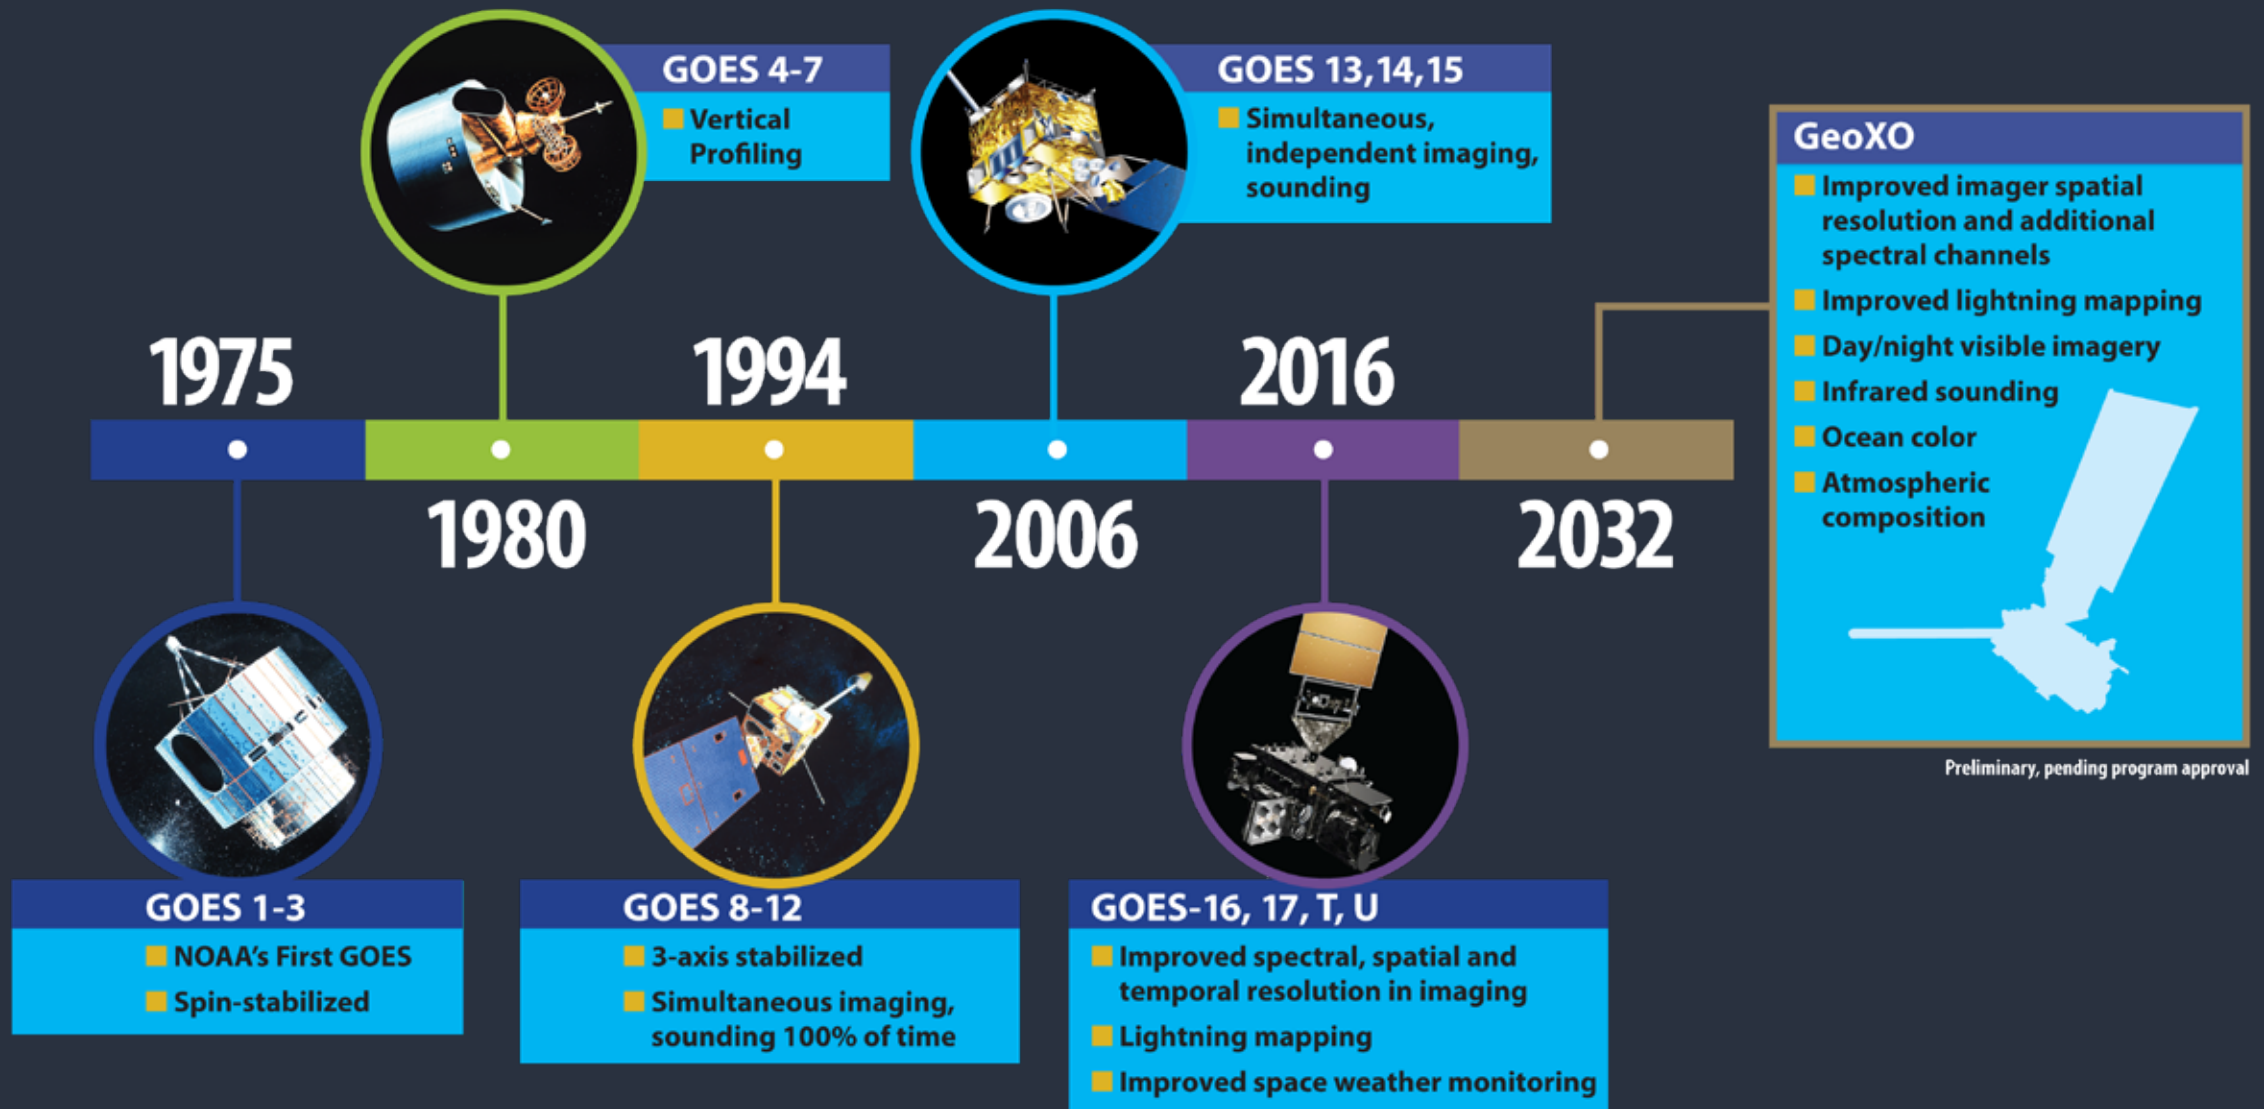 GOES 4-7
Vertical
Profiling
GOES 13,14,15
Simultaneous,
independent imaging,
sounding
GeoXO
Improved imager spatial
resolution and additional
spectral channels
Improved lightning mapping
Day/night visible imagery
Infrared sounding
Ocean color
Atmospheric
composition
Preliminary, pending program approval
1975
1980
1994
2006
2016
2032
GOES 1-3
NOAA’s First GOES
Spin-stabilized
GOES 8-12
3-axis stabilized
Simultaneous imaging,
sounding 100% of time
GOES-16, 17, T, U
Improved spectral, spatial and
temporal resolution in imaging
Lightning mapping
Improved space weather monitoring